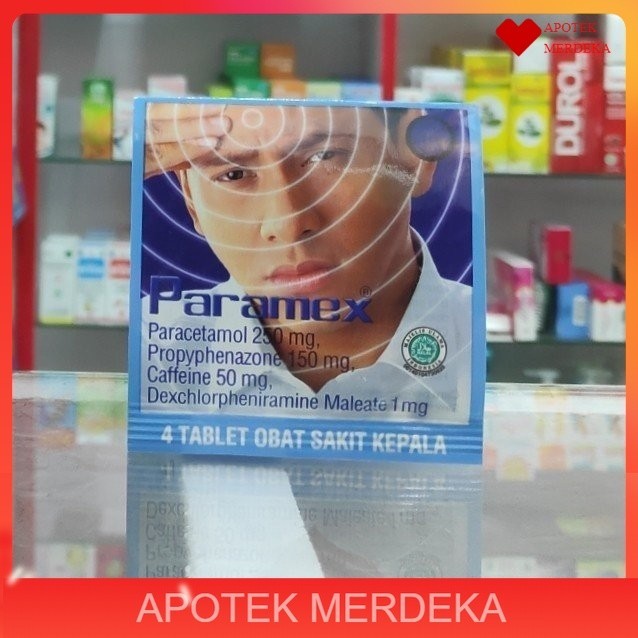 APOTEK
MERDEKA
DUROL
Paramex®
Paracetamol 250 mg,
Propyphenazone 150 mg,
Caffeine 50 mg,
Dexchlorpheniramine Maleate 1 mg
4 TABLET OBAT SAKIT KEPALA
APOTEK MERDEKA